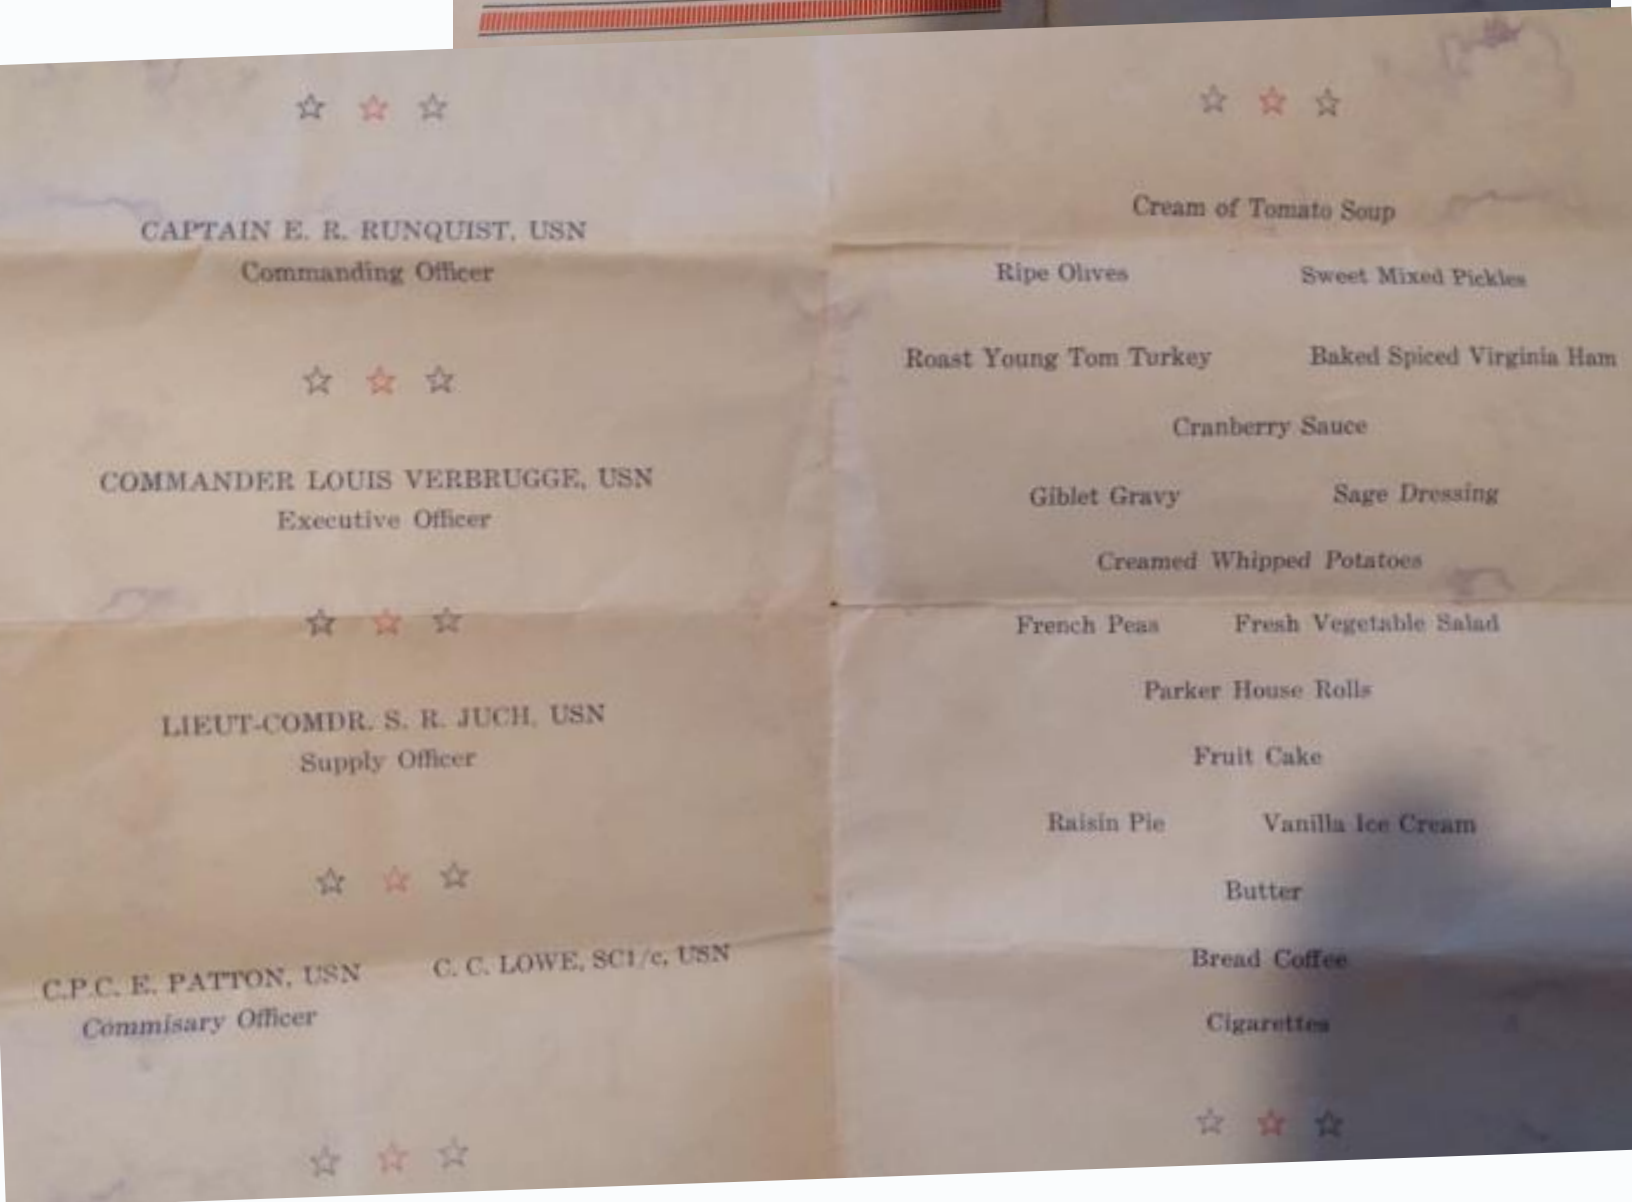 CAPTAIN E. R. RUNQUIST, USN
Commanding Officer
COMMANDER LOUIS VERBRUGGE, USN
Executive Officer
LIEUT-COMDR. S. R. JUCH, USN
Supply Officer
C.P.C. E. PATTON, USN C. C. LOWE, SC1/c, USN
Commisary Officer
Cream of Tomato Soup
Ripe Olives Sweet Mixed Pickles
Roast Young Tom Turkey Baked Spiced Virginia Ham
Cranberry Sauce
Giblet Gravy Sage Dressing
Creamed Whipped Potatoes
French Peas Fresh Vegetable Salad
Parker House Rolls
Fruit Cake
Raisin Pie Vanilla Ice Cream
Butter
Bread Coffee
Cigarettes